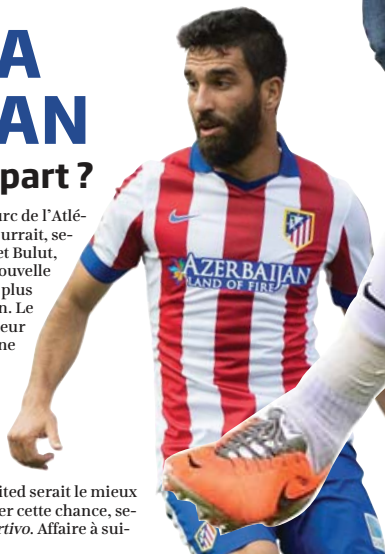 A
AN
part ?
urc de l'Atlé-
urrait, se-
et Bulut,
ouvelle
plus
n. Le
eur
ne
AZERBAIJAN
LAND OF FIRE
ited serait le mieux
er cette chance, se-
rtivo. Affaire à sui-